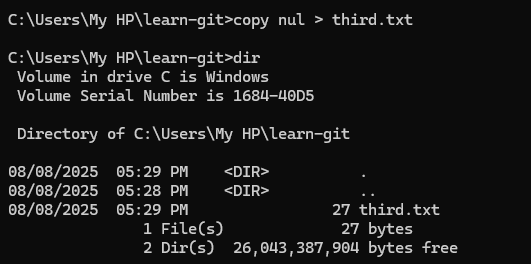 C:\Users\My HP\learn-git>copy nul > third.txt
C:\Users\My HP\learn-git>dir
 Volume in drive C is Windows
 Volume Serial Number is 1684-40D5
 Directory of C:\Users\My HP\learn-git
08/08/2025  05:29 PM    <DIR>          .
08/08/2025  05:28 PM    <DIR>          ..
08/08/2025  05:29 PM                27 third.txt
               1 File(s)             27 bytes
               2 Dir(s)  26,043,387,904 bytes free